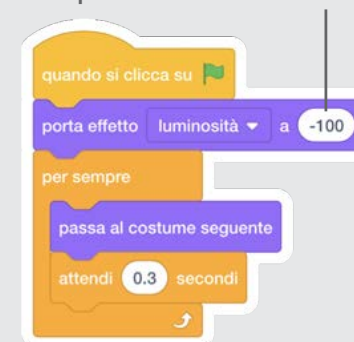 quando si clicca su
porta effetto luminosità a -100
per sempre
passa al costume seguente
attendi 0.3 secondi